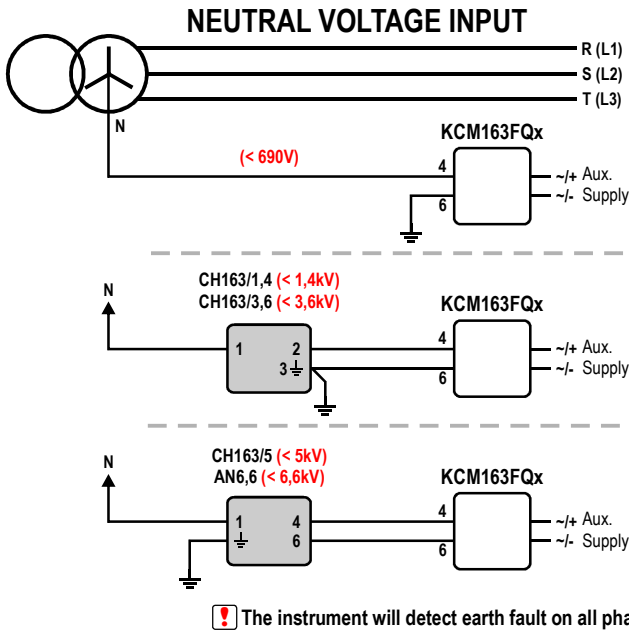 NEUTRAL VOLTAGE INPUT
R (L1)
S (L2)
T (L3)
N
(< 690V)
KCM163FQx
4
6
~/+ Aux.
~/- Supply
N
CH163/1,4 (< 1,4kV)
CH163/3,6 (< 3,6kV)
1 2
3
KCM163FQx
4
6
~/+ Aux.
~/- Supply
N
CH163/5 (< 5kV)
AN6,6 (< 6,6kV)
1 4
6
KCM163FQx
4
6
~/+ Aux.
~/- Supply
! The instrument will detect earth fault on all